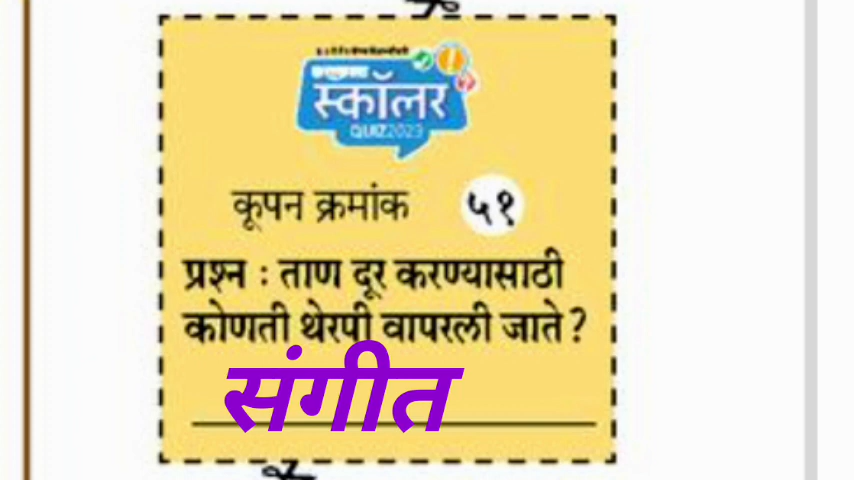 स्कॉलर
QUIZ2023
कूपन क्रमांक ५१
प्रश्न : ताण दूर करण्यासाठी
कोणती थेरपी वापरली जाते?
संगीत